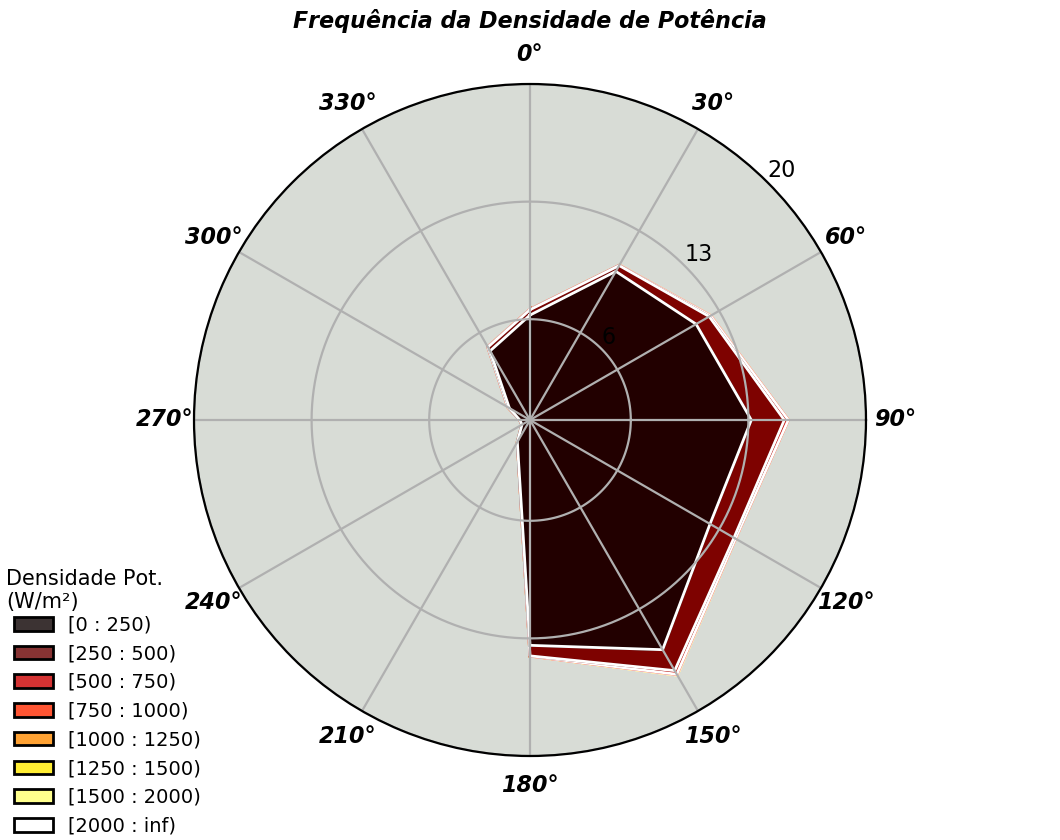 Frequência da Densidade de Potência
0°
330°
30°
20
300°
60°
13
6
270°
90°
Densidade Pot.
(W/m²)
240°
120°
[0 : 250)
[250 : 500)
[500 : 750)
[750 : 1000)
210°
150°
[1000 : 1250)
[1250 : 1500)
180°
[1500 : 2000)
[2000 : inf)